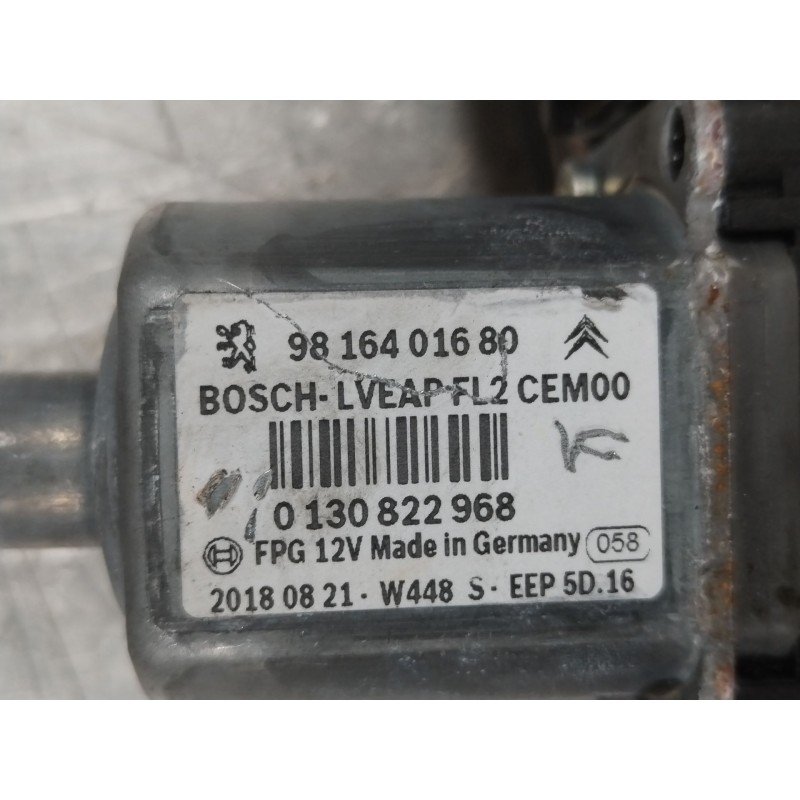 98 164 016 80
BOSCH-LVEAP FL2 CEM00
0 130 822 968
FPG 12V Made in Germany 058
2018 08 21 - W448 S - EEP 5D.16